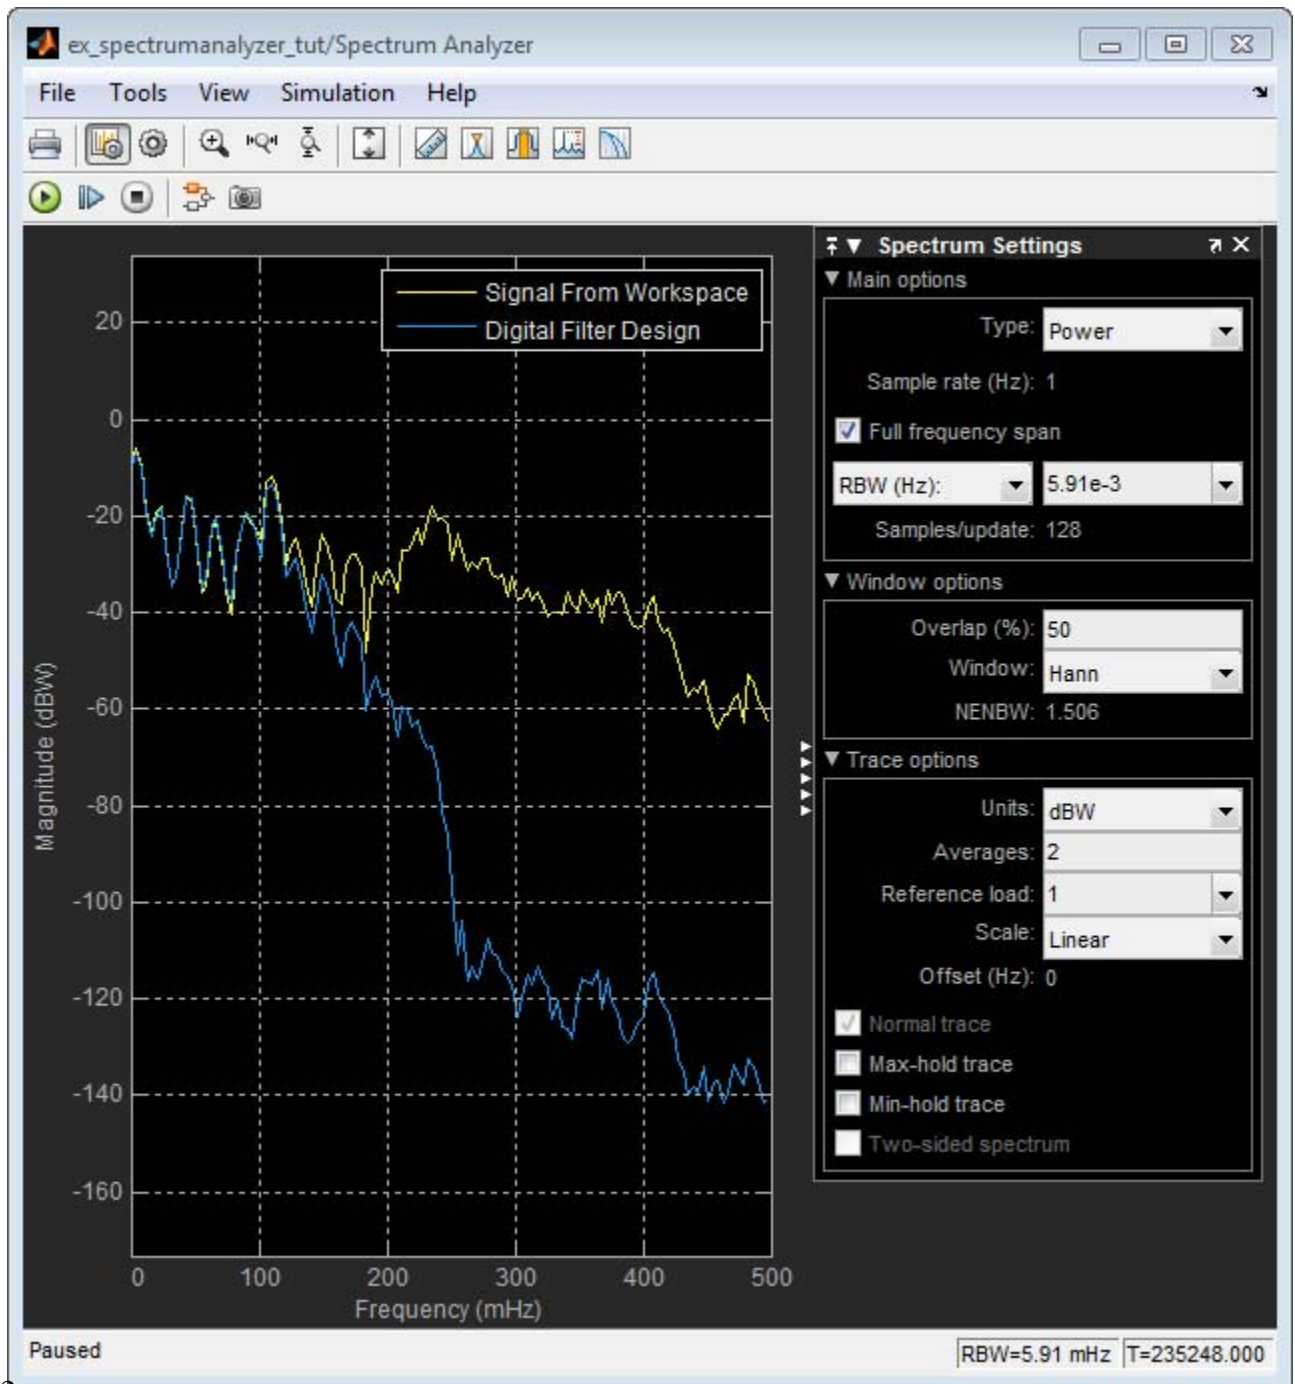 ex_spectrumanalyzer_tut/Spectrum Analyzer
File Tools View Simulation Help
Signal From Workspace
Digital Filter Design
20
0
-20
-40
-60
-80
-100
-120
-140
-160
Magnitude (dBW)
0 100 200 300 400 500
Frequency (mHz)
Spectrum Settings
Main options
Type: Power
Sample rate (Hz): 1
Full frequency span
RBW (Hz): 5.91e-3
Samples/update: 128
Window options
Overlap (%): 50
Window: Hann
NENBW: 1.506
Trace options
Units: dBW
Averages: 2
Reference load: 1
Scale: Linear
Offset (Hz): 0
Normal trace
Max-hold trace
Min-hold trace
Two-sided spectrum
Paused
RBW=5.91 mHz T=235248.000